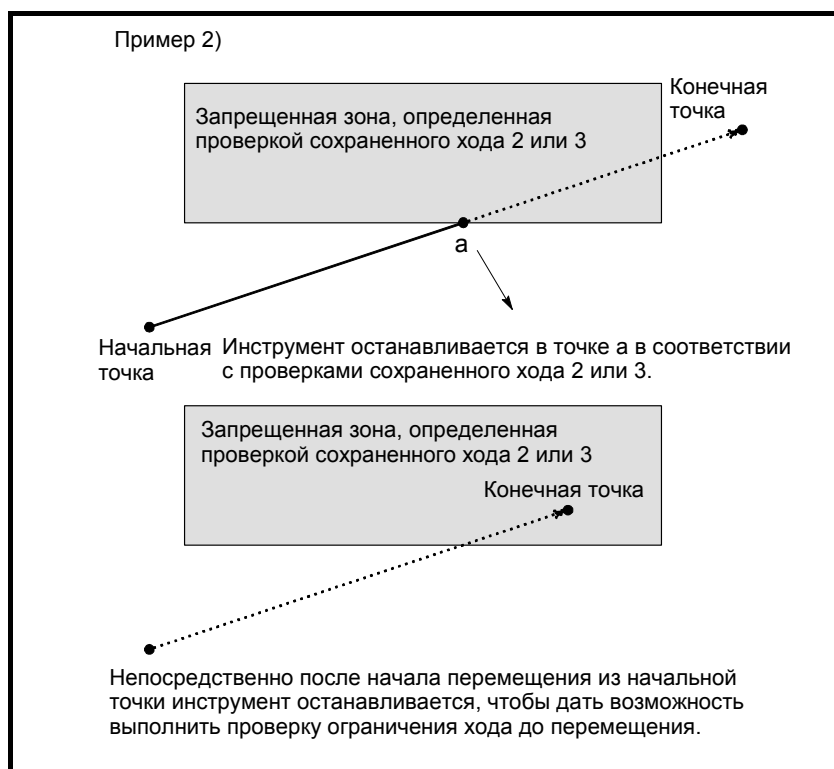 Пример 2)
Конечная
точка
Запрещенная зона, определенная
проверкой сохраненного хода 2 или 3
a
Начальная
точка
Инструмент останавливается в точке a в соответствии
с проверками сохраненного хода 2 или 3.
Запрещенная зона, определенная
проверкой сохраненного хода 2 или 3
Конечная точка
Непосредственно после начала перемещения из начальной
точки инструмент останавливается, чтобы дать возможность
выполнить проверку ограничения хода до перемещения.